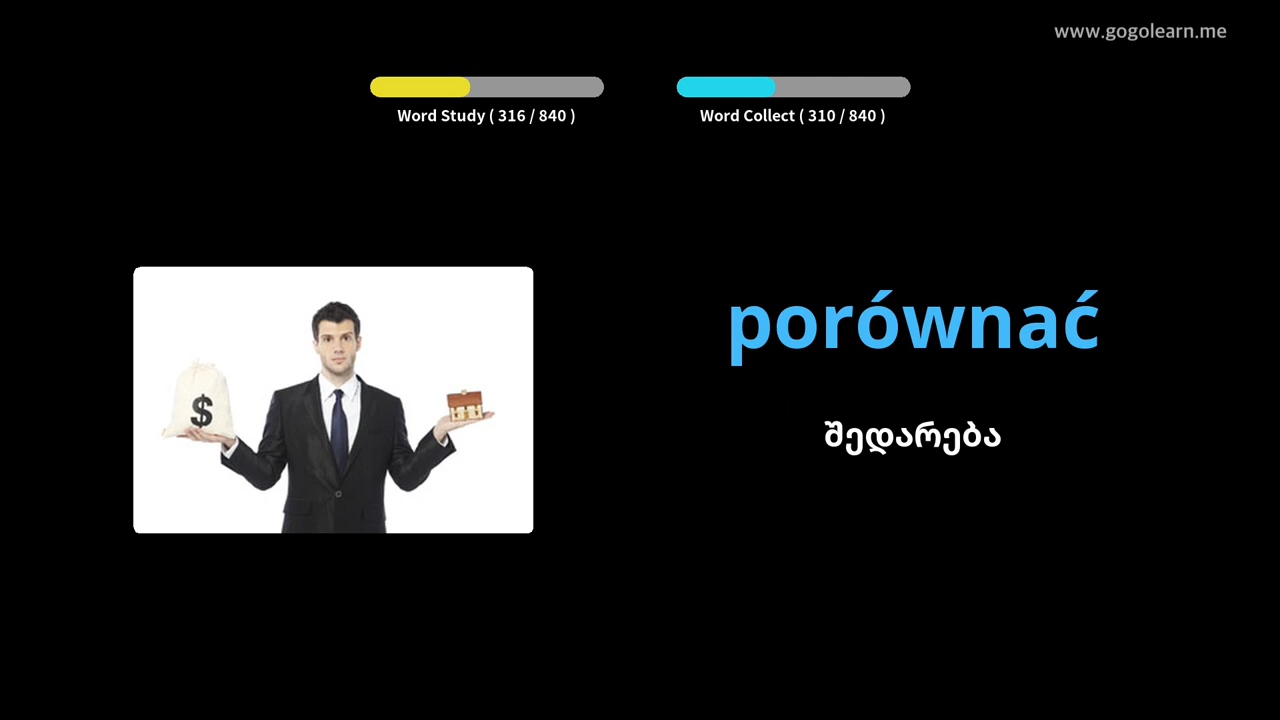 www.gogolearn.me
Word Study ( 316 / 840 )
Word Collect ( 310 / 840 )
$
porównać
შედარება